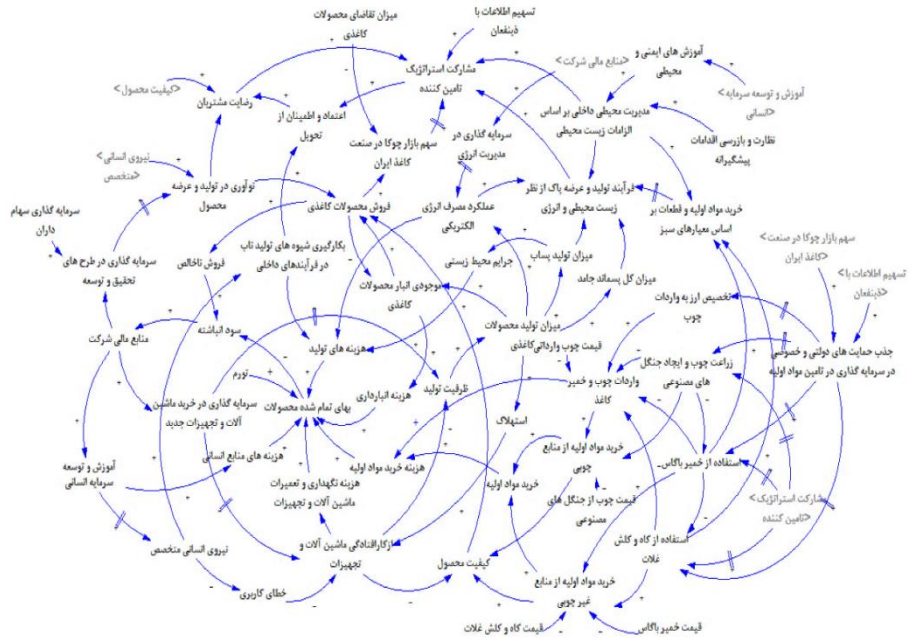 تسهیم اطلاعات با
ذینفعان
میزان تقاضای محصولات
کاغذی
مشارکت استراتژیک
تامین کننده
<منابع مالی شرکت>
آموزش های ایمنی و
محیطی
<آموزش و توسعه سرمایه
انسانی>
<کیفیت محصول>
رضایت مشتریان
اعتماد و اطمینان از
تحویل
مدیریت محیطی داخلی بر اساس
الزامات زیست محیطی
نظارت و بازرسی اقدامات
پیشگیرانه
سهم بازار چوکا در صنعت
کاغذ ایران
سرمایه گذاری در
مدیریت انرژی
<نیروی انسانی
متخصص>
نوآوری در تولید و عرضه
محصول
فروش محصولات کاغذی
عملکرد مصرف انرژی
الکتریکی
فرآیند تولید و عرضه پاک از نظر
زیست محیطی و انرژی
خرید مواد اولیه و قطعات بر
اساس معیارهای سبز
سرمایه گذاری سهام
داران
سرمایه گذاری در طرح های
تحقیق و توسعه
فروش ناخالص
بکارگیری شیوه های تولید ناب
در فرآیندهای داخلی
جرایم محیط زیستی
میزان تولید پساب
میزان کل پسماند جامد
<سهم بازار چوکا در صنعت
کاغذ ایران>
<تسهیم اطلاعات با
ذینفعان>
موجودی انبار محصولات
کاغذی
تخصیص ارز به واردات
چوب
منابع مالی شرکت
سود انباشته
هزینه های تولید
میزان تولید محصولات
کاغذی
قیمت چوب وارداتی
جذب حمایت های دولتی و خصوصی
در سرمایه گذاری در تامین مواد اولیه
زراعت چوب و ایجاد جنگل
های مصنوعی
تورم
هزینه انبارداری
ظرفیت تولید
واردات چوب و خمیر
کاغذ
سرمایه گذاری در خرید ماشین
آلات و تجهیزات جدید
بهای تمام شده محصولات
استهلاک
آموزش و توسعه
سرمایه انسانی
هزینه های منابع انسانی
هزینه خرید مواد اولیه
خرید مواد اولیه از منابع
چوبی
استفاده از خمیر باگاس
هزینه نگهداری و تعمیرات
ماشین آلات و تجهیزات
خرید مواد اولیه
قیمت چوب از جنگل های
مصنوعی
<مشارکت استراتژیک
تامین کننده>
نیروی انسانی متخصص
ازکارافتادگی ماشین آلات و
تجهیزات
کیفیت محصول
استفاده از کاه و کلش
غلات
خطای کاربری
خرید مواد اولیه از منابع
غیر چوبی
قیمت کاه و کلش غلات
قیمت خمیر باگاس